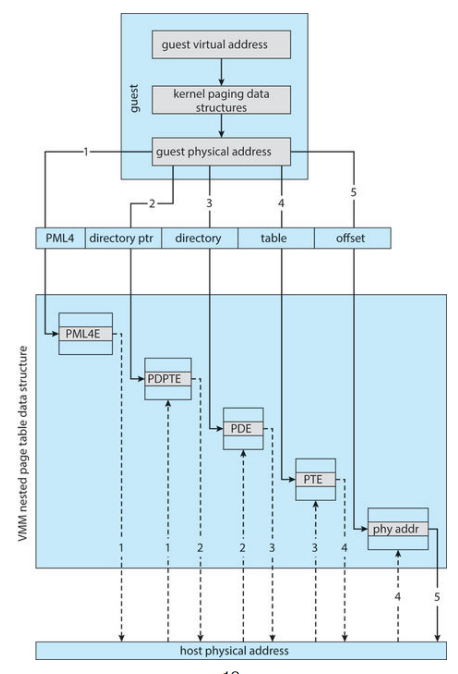 guest virtual address
guest
kernel paging data
structures
guest physical address
1
2
3
4
5
PML4
directory ptr
directory
table
offset
VMM nested page table data structure
PML4E
PDPTE
PDE
PTE
phy addr
1
1
2
2
3
3
4
4
5
host physical address